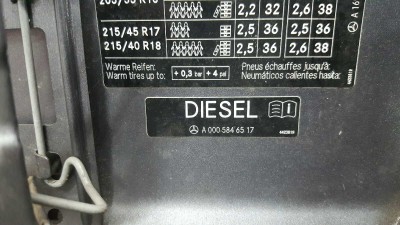 2,2 32 2,6 38
215/45 R17 2,5 36 2,5 36
215/40 R18 2,5 36 2,6 38
Warme Reifen: Pneus échauffes jusqu'à:
Warm tires up to: + 0,3 bar + 4 psi Neumáticos calientes hasta:
A 16
DIESEL
A 000 584 65 17